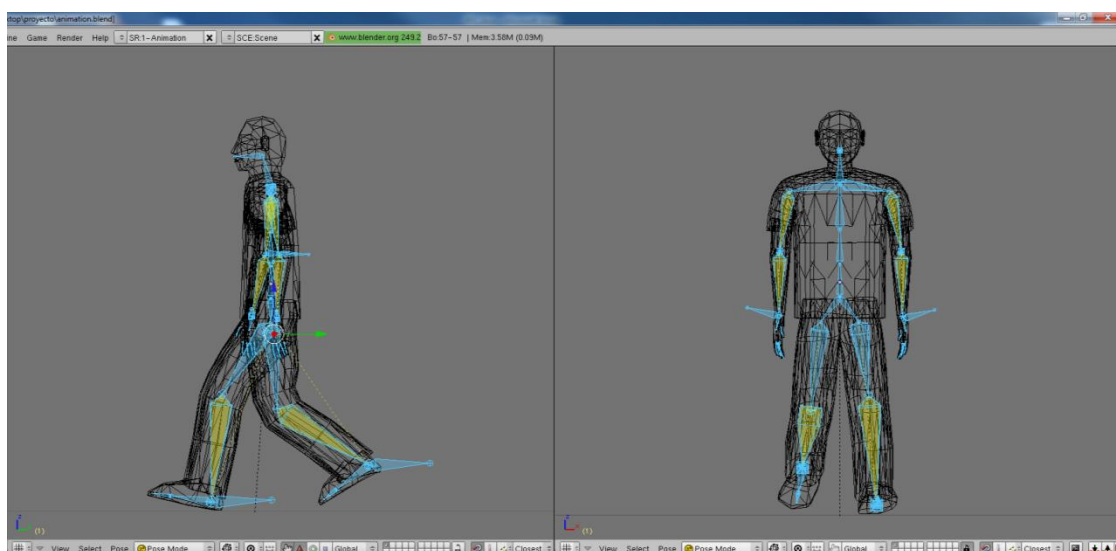 ctop\proyecto\animation.blend]
ne Game Render Help SR:1-Animation X SCE:Scene X www.blender.org 249.2 Bo:57-57 | Mem:3.58M (0.09M)
z
(1)
z
x
(1)
View Select Pose Pose Mode Global Closest
View Select Pose Pose Mode Global Closest